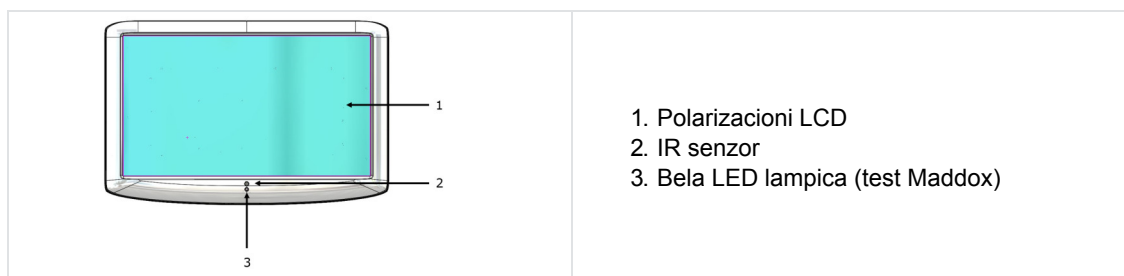 1
2
3
1. Polarizacioni LCD
2. IR senzor
3. Bela LED lampica (test Maddox)